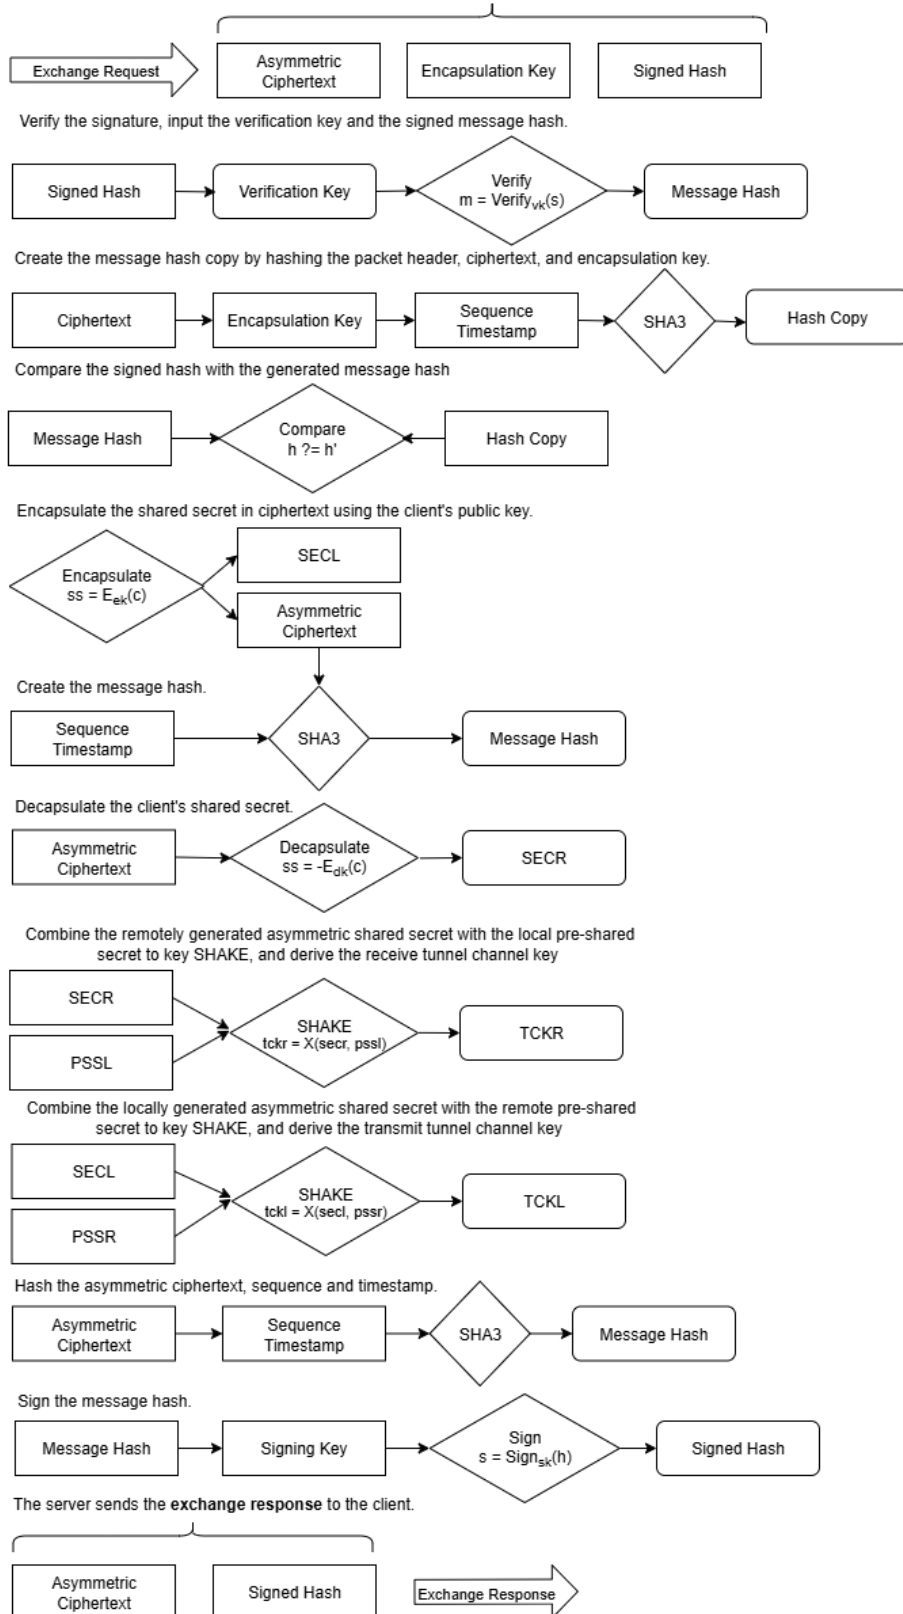 Exchange Request
Asymmetric
Ciphertext
Encapsulation Key
Signed Hash
Verify the signature, input the verification key and the signed message hash.
Signed Hash
Verification Key
Verify
m = Verify_vk(s)
Message Hash
Create the message hash copy by hashing the packet header, ciphertext, and encapsulation key.
Ciphertext
Encapsulation Key
Sequence
Timestamp
SHA3
Hash Copy
Compare the signed hash with the generated message hash
Message Hash
Compare
h ?= h'
Hash Copy
Encapsulate the shared secret in ciphertext using the client's public key.
Encapsulate
ss = E_ek(c)
SECL
Asymmetric
Ciphertext
Create the message hash.
Sequence
Timestamp
SHA3
Message Hash
Decapsulate the client's shared secret.
Asymmetric
Ciphertext
Decapsulate
ss = -E_dk(c)
SECR
Combine the remotely generated asymmetric shared secret with the local pre-shared
secret to key SHAKE, and derive the receive tunnel channel key
SECR
PSSL
SHAKE
tckr = X(secr, pssl)
TCKR
Combine the locally generated asymmetric shared secret with the remote pre-shared
secret to key SHAKE, and derive the transmit tunnel channel key
SECL
PSSR
SHAKE
tckl = X(secl, pssr)
TCKL
Hash the asymmetric ciphertext, sequence and timestamp.
Asymmetric
Ciphertext
Sequence
Timestamp
SHA3
Message Hash
Sign the message hash.
Message Hash
Signing Key
Sign
s = Sign_sk(h)
Signed Hash
The server sends the exchange response to the client.
Asymmetric
Ciphertext
Signed Hash
Exchange Response